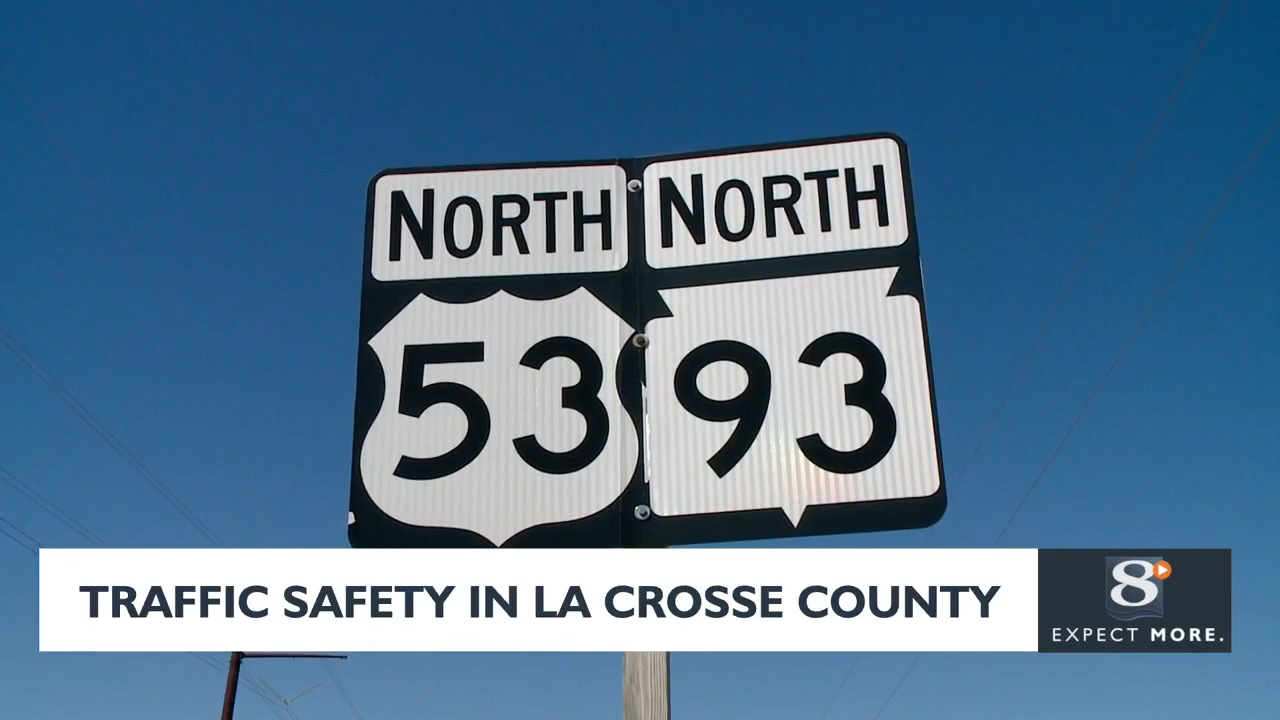 NORTH NORTH
53 93
TRAFFIC SAFETY IN LA CROSSE COUNTY
8
EXPECT MORE.